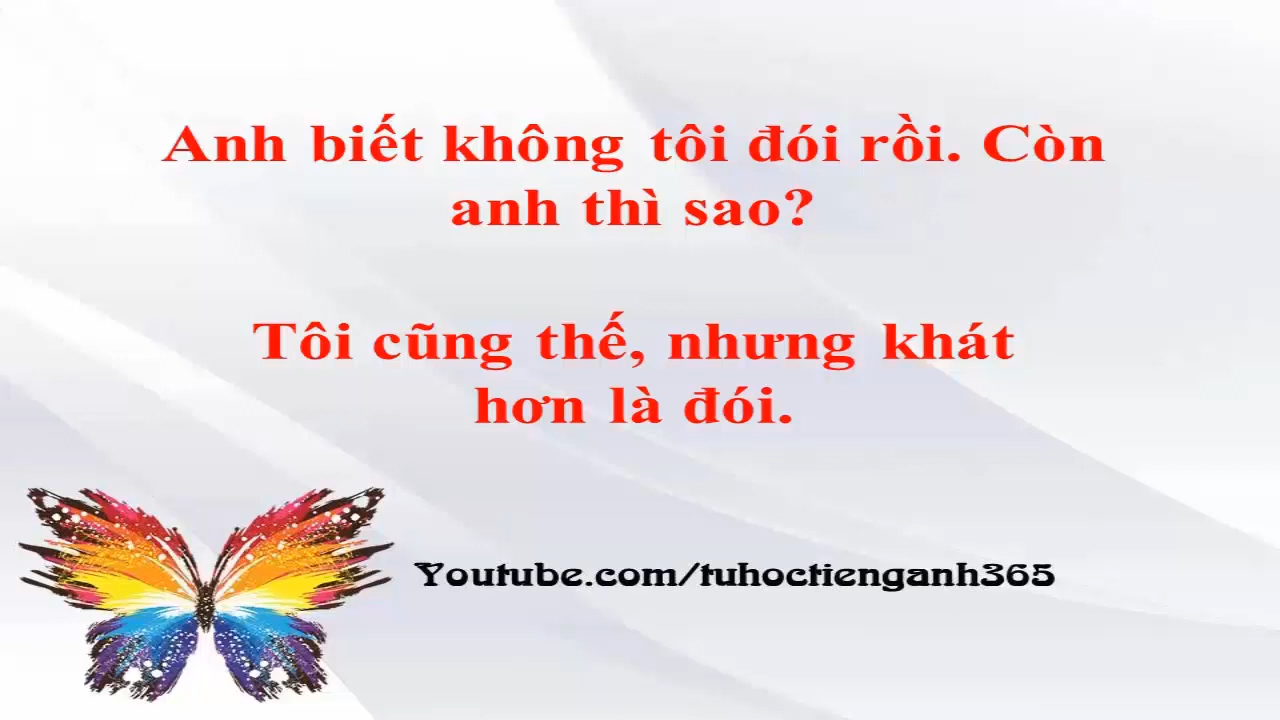 Anh biết không tôi đói rồi. Còn
anh thì sao?
Tôi cũng thế, nhưng khát
hơn là đói.
Youtube.com/tuhoctienganh365